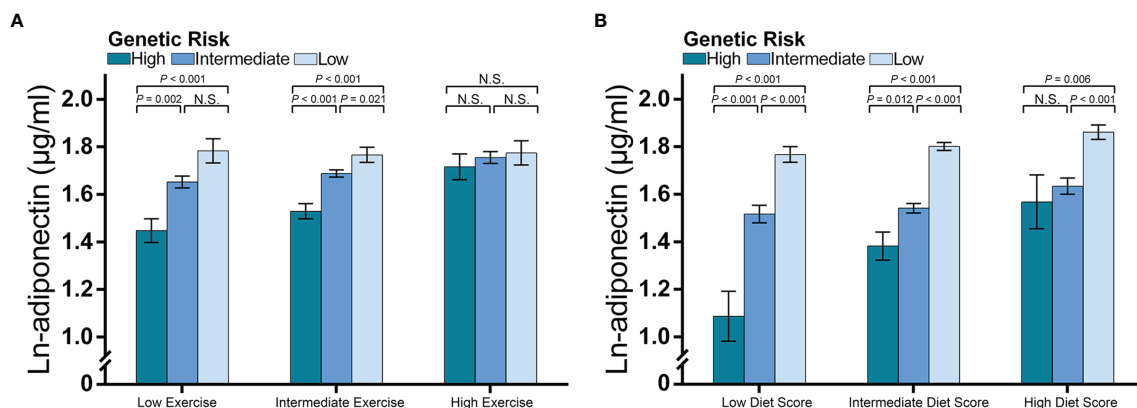 A
Genetic Risk
High Intermediate Low
P < 0.001
P = 0.002 N.S.
P < 0.001
P < 0.001 P = 0.021
N.S.
N.S. N.S.
Ln-adiponectin (μg/ml)
2.0
1.8
1.6
1.4
1.2
1.0
0
Low Exercise Intermediate Exercise High Exercise
B
Genetic Risk
High Intermediate Low
P < 0.001
P < 0.001 P < 0.001
P < 0.001
P = 0.012 P < 0.001
P = 0.006
N.S. P < 0.001
Ln-adiponectin (μg/ml)
2.0
1.8
1.6
1.4
1.2
1.0
0
Low Diet Score Intermediate Diet Score High Diet Score